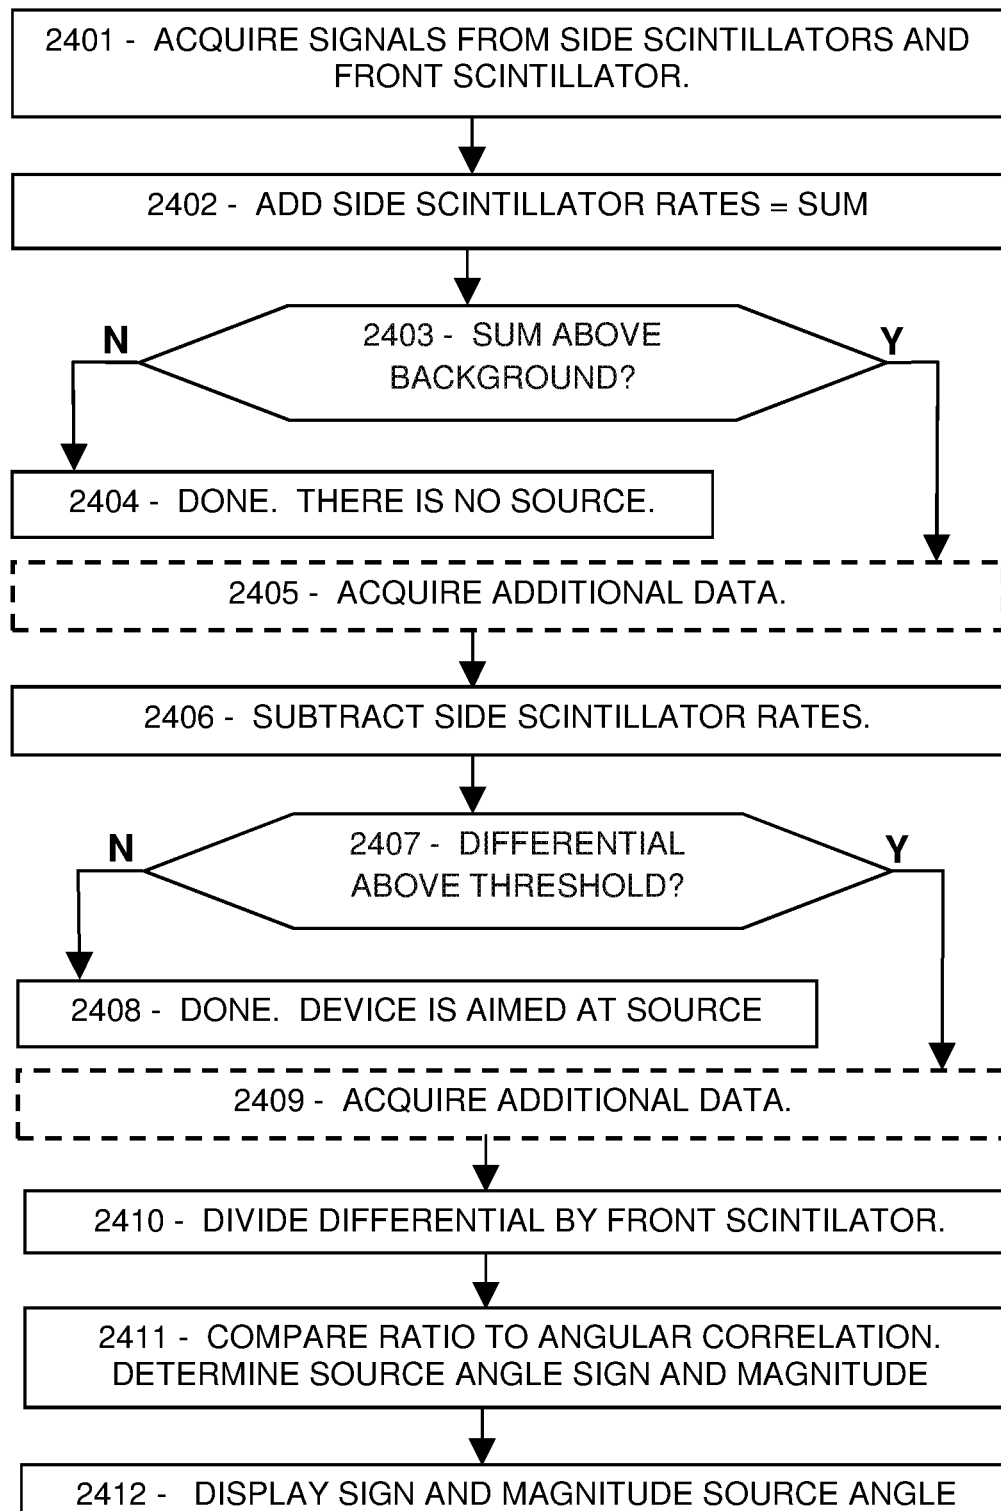 2401 - ACQUIRE SIGNALS FROM SIDE SCINTILLATORS AND
FRONT SCINTILLATOR.
2402 - ADD SIDE SCINTILLATOR RATES = SUM
N
2403 - SUM ABOVE
BACKGROUND?
Y
2404 - DONE. THERE IS NO SOURCE.
2405 - ACQUIRE ADDITIONAL DATA.
2406 - SUBTRACT SIDE SCINTILLATOR RATES.
N
2407 - DIFFERENTIAL
ABOVE THRESHOLD?
Y
2408 - DONE. DEVICE IS AIMED AT SOURCE
2409 - ACQUIRE ADDITIONAL DATA.
2410 - DIVIDE DIFFERENTIAL BY FRONT SCINTILATOR.
2411 - COMPARE RATIO TO ANGULAR CORRELATION.
DETERMINE SOURCE ANGLE SIGN AND MAGNITUDE
2412 - DISPLAY SIGN AND MAGNITUDE SOURCE ANGLE